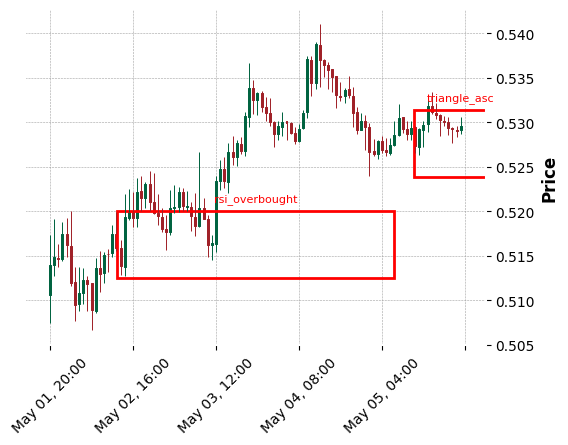 0.540
0.535
triangle_asc
0.530
0.525
si_overbought
0.520
0.515
0.510
0.505
Price
May 01, 20:00
May 02, 16:00
May 03, 12:00
May 04, 08:00
May 05, 04:00